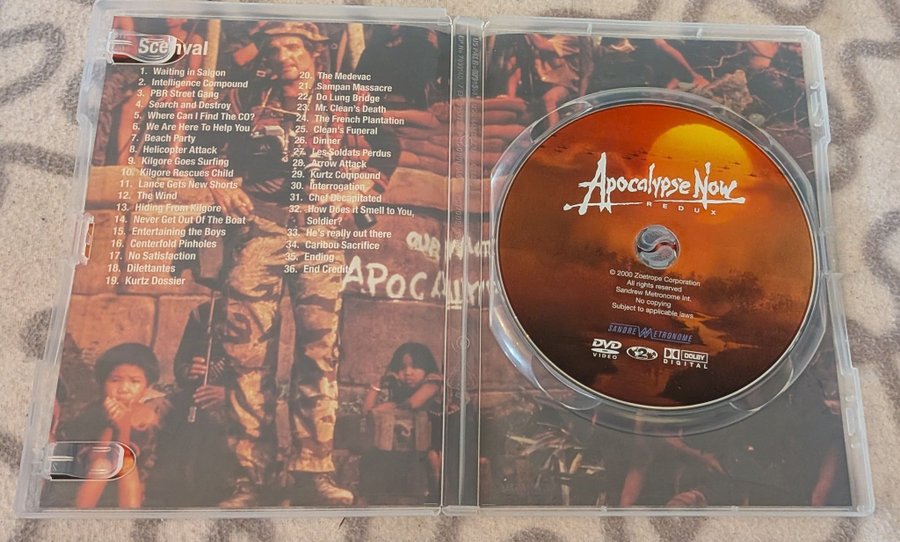 Scenval
1. Waiting in Saigon
2. Intelligence Compound
3. PBR Street Gang
4. Search and Destroy
5. Where Can I Find The CO?
6. We Are Here To Help You
7. Beach Party
8. Helicopter Attack
9. Kilgore Goes Surfing
10. Kilgore Rescues Child
11. Lance Gets New Shorts
12. The Wind
13. Hiding From Kilgore
14. Never Get Out Of The Boat
15. Entertaining the Boys
16. Centerfold Pinholes
17. No Satisfaction
18. Dilettantes
19. Kurtz Dossier
20. The Medevac
21. Sampan Massacre
22. Do Lung Bridge
23. Mr. Clean's Death
24. The French Plantation
25. Clean's Funeral
26. Dinner
27. Les Soldats Perdus
28. Arrow Attack
29. Kurtz Compound
30. Interrogation
31. Chef Decapitated
32. How Does it Smell to You,
Soldier?
33. He's really out there
34. Caribou Sacrifice
35. Ending
36. End Credit
OUR MOTTO
APOCALYPSE
Apocalypse Now
REDUX
© 2000 Zoetrope Corporation
All rights reserved
Sandrew Metronome Int.
No copying
Subject to applicable laws
SANDREW METRONOME
DVD
VIDEO
2
DOLBY
DIGITAL